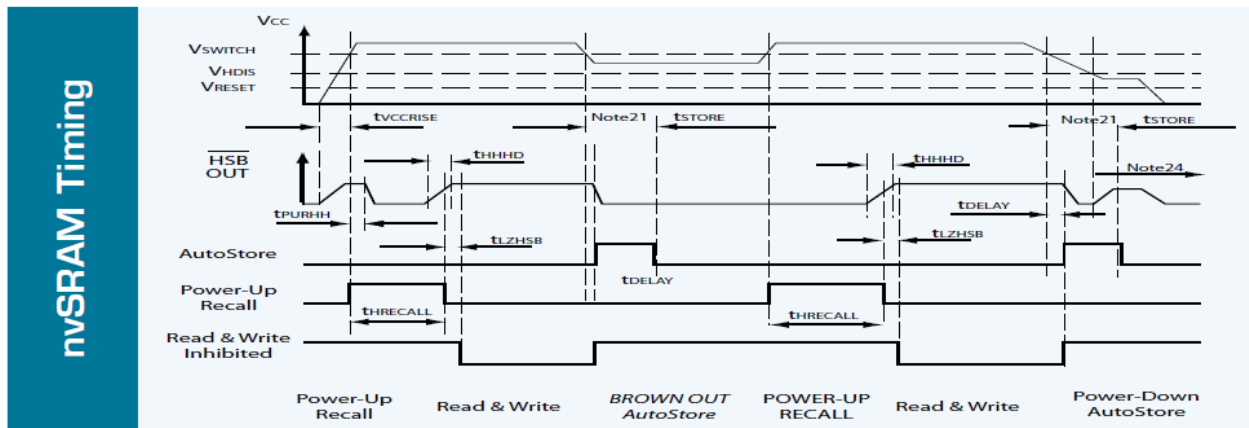 nvSRAM Timing
VCC
VSWITCH
VHDIS
VRESET
tVCCRISE
Note21
tSTORE
Note21
tSTORE
HSB
OUT
tHHHD
tHHHD
Note24
tPURHH
tDELAY
tLZHSB
tLZHSB
AutoStore
tDELAY
Power-Up
Recall
tHRECALL
tHRECALL
Read & Write
Inhibited
Power-Up
Recall
Read & Write
BROWN OUT
AutoStore
POWER-UP
RECALL
Read & Write
Power-Down
AutoStore